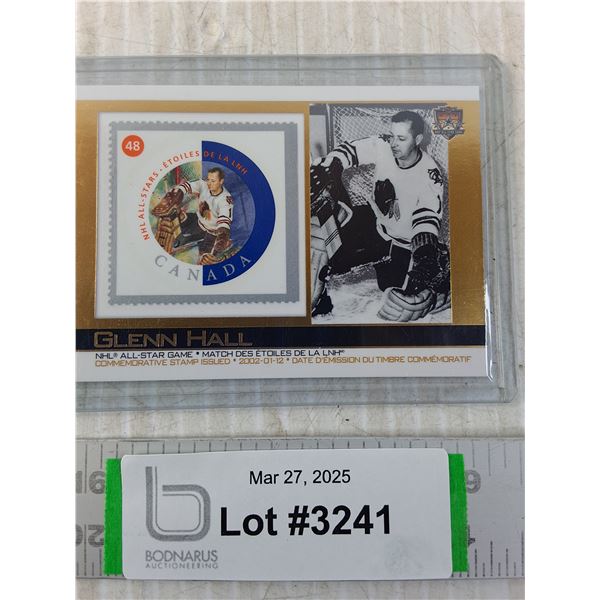 48
NHL ALL-STARS · ÉTOILES DE LA LNH
CANADA
GLENN HALL
NHL® ALL-STAR GAME • MATCH DES ÉTOILES DE LA LNH®
COMMEMORATIVE STAMP ISSUED • 2002-01-12 • DATE D'ÉMISSION DU TIMBRE COMMÉMORATIF
Mar 27, 2025
Lot #3241
BODNARUS
AUCTIONEERING